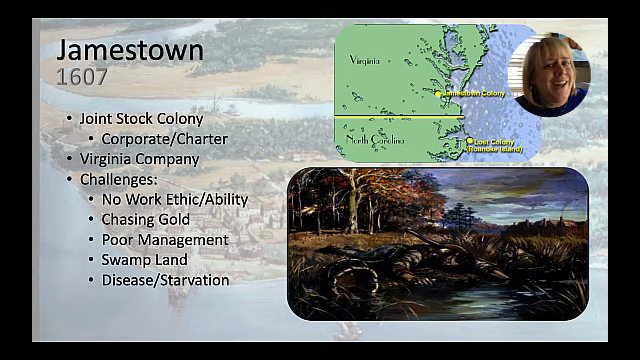 Jamestown
1607
Joint Stock Colony
Corporate/Charter
Virginia Company
Challenges:
No Work Ethic/Ability
Chasing Gold
Poor Management
Swamp Land
Disease/Starvation
Virginia
Jamestown Colony
North Carolina
Lost Colony
(Roanoke Island)